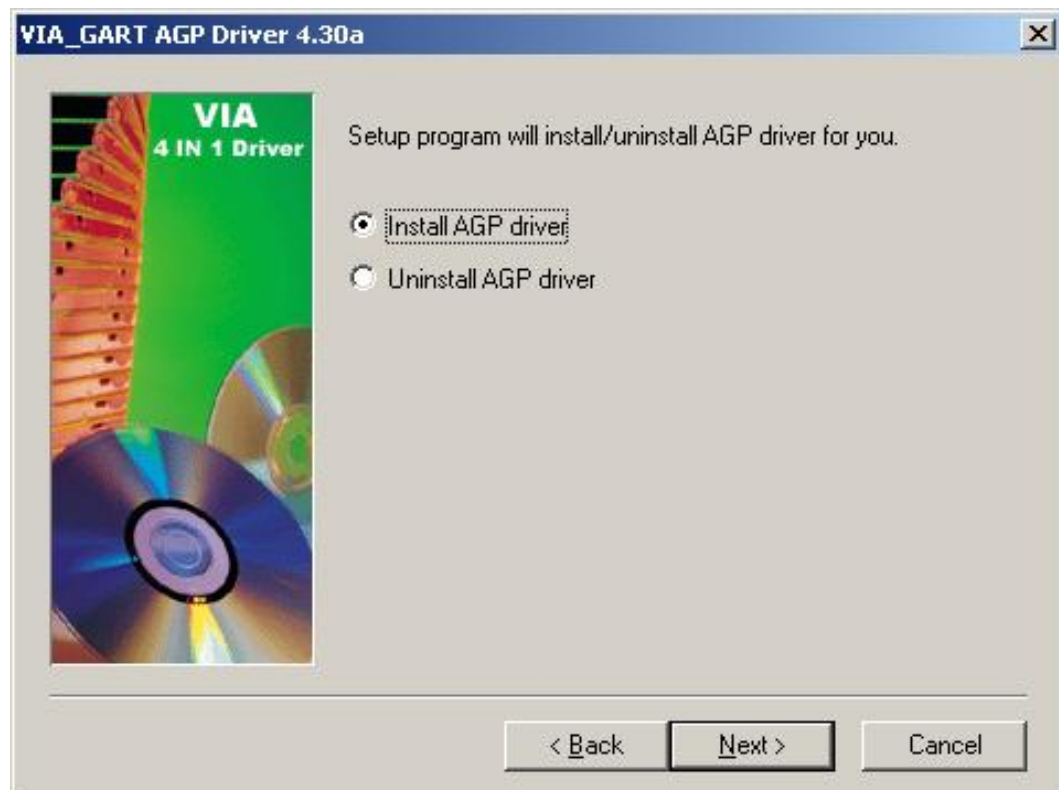 VIA_GART AGP Driver 4.30a
VIA
4 IN 1 Driver
Setup program will install/uninstall AGP driver for you.
Install AGP driver
Uninstall AGP driver
< Back
Next >
Cancel